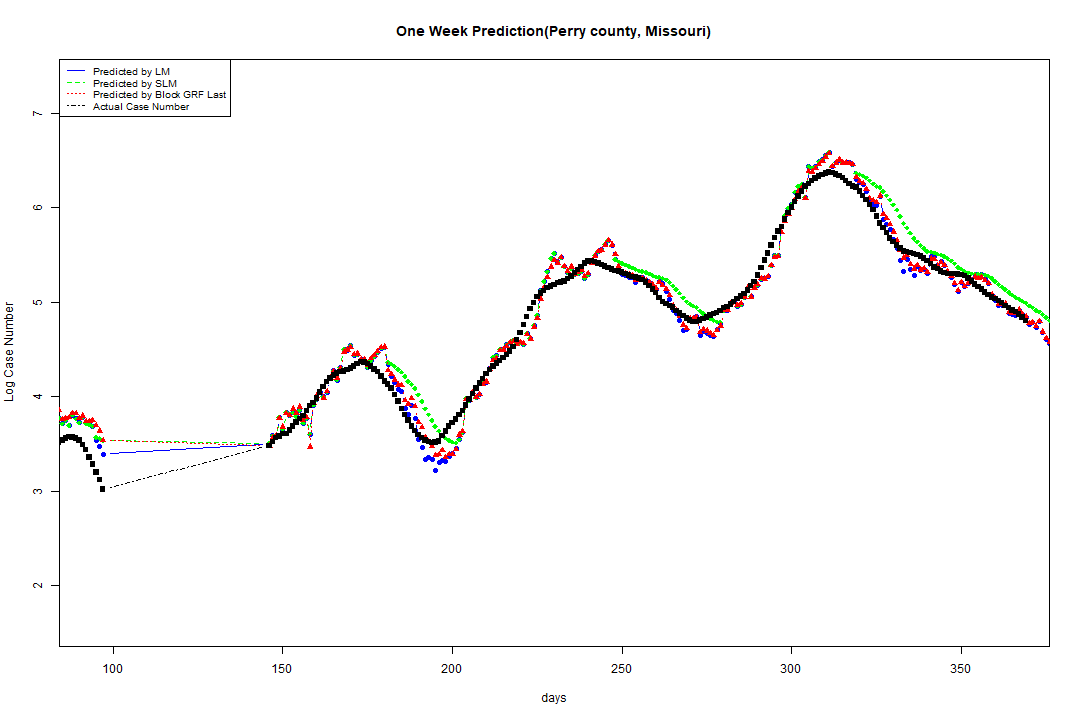 One Week Prediction(Perry county, Missouri)
Predicted by LM
Predicted by SLM
Predicted by Block GRF Last
Actual Case Number
Log Case Number
7
6
5
4
3
2
100 150 200 250 300 350
days